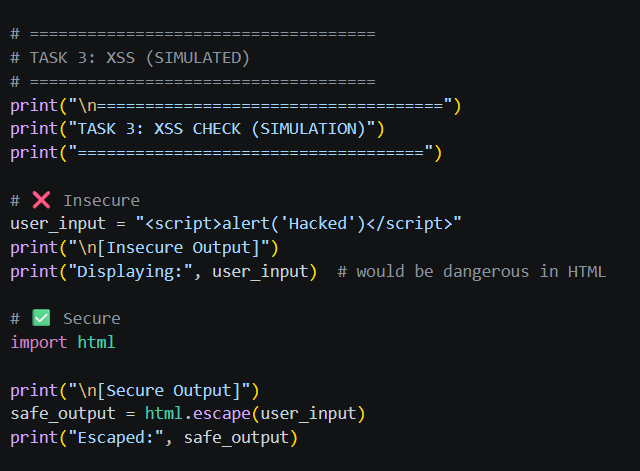 # ====================================
# TASK 3: XSS (SIMULATED)
# ====================================
print("\n====================================")
print("TASK 3: XSS CHECK (SIMULATION)")
print("====================================")
# ❌ Insecure
user_input = "<script>alert('Hacked')</script>"
print("\n[Insecure Output]")
print("Displaying:", user_input)  # would be dangerous in HTML
# ✅ Secure
import html
print("\n[Secure Output]")
safe_output = html.escape(user_input)
print("Escaped:", safe_output)